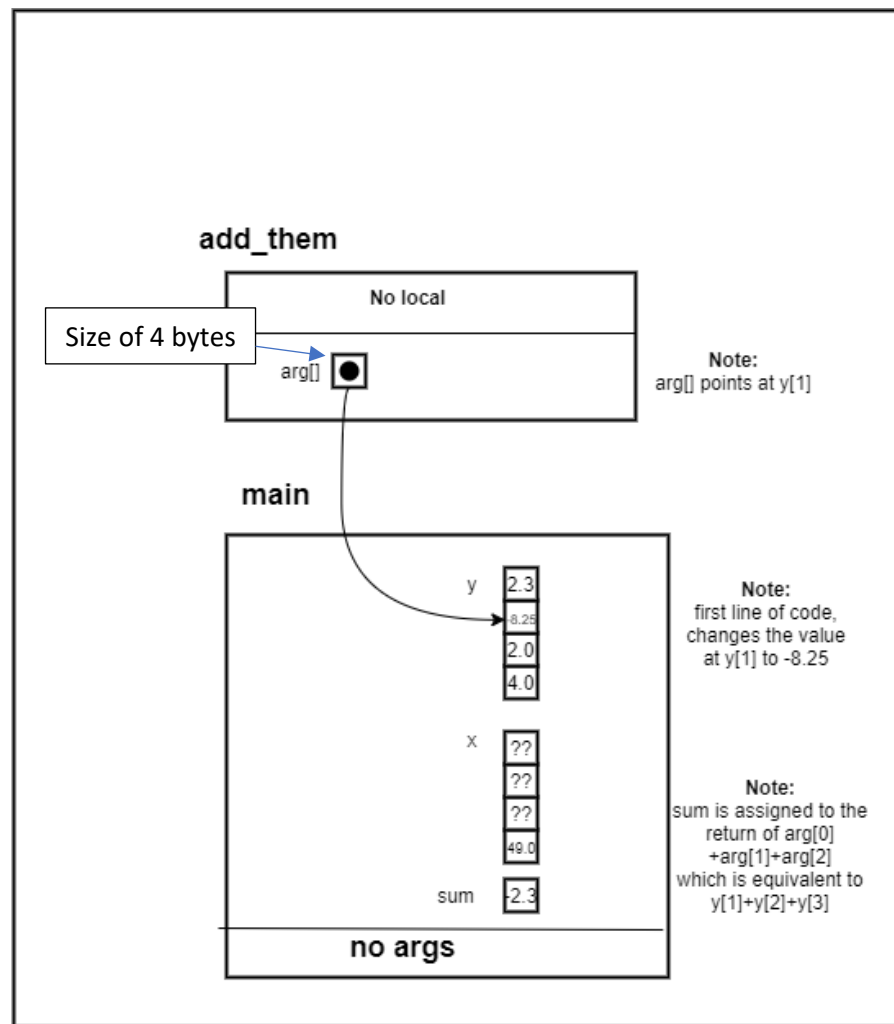 add_them
No local
Size of 4 bytes
arg[]
Note:
arg[] points at y[1]
main
y
2.3
-8.25
2.0
4.0
Note:
first line of code,
changes the value
at y[1] to -8.25
x
??
??
??
49.0
Note:
sum is assigned to the
return of arg[0]
+arg[1]+arg[2]
which is equivalent to
y[1]+y[2]+y[3]
sum
-2.3
no args